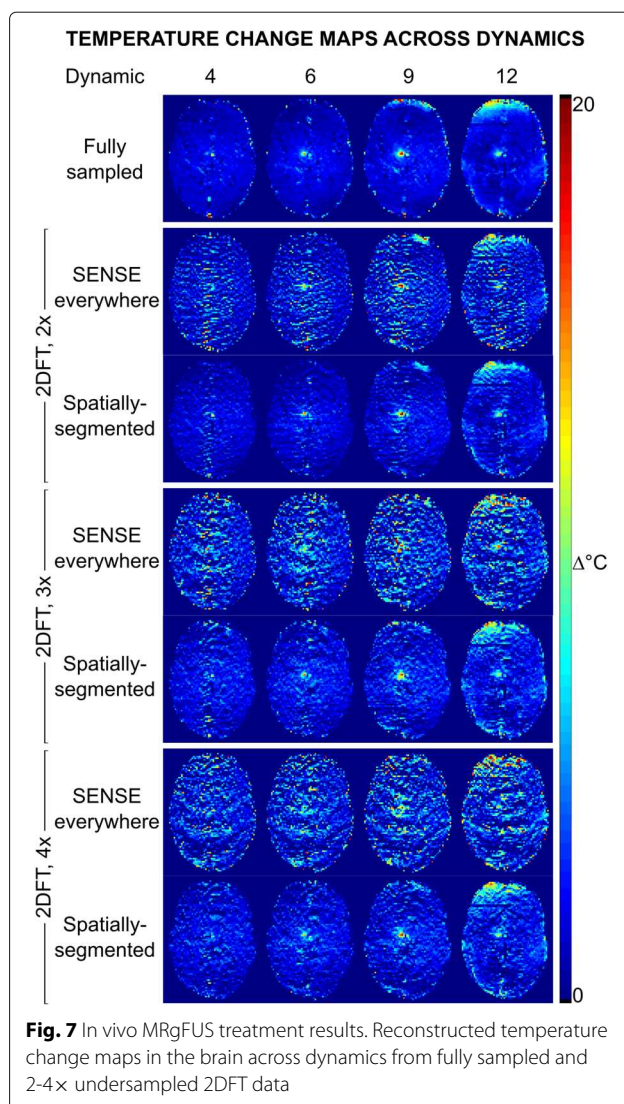 TEMPERATURE CHANGE MAPS ACROSS DYNAMICS
Dynamic 4 6 9 12
20
Fully
sampled
2DFT, 2x
SENSE
everywhere
Spatially-
segmented
2DFT, 3x
SENSE
everywhere
Δ°C
Spatially-
segmented
2DFT, 4x
SENSE
everywhere
Spatially-
segmented
0
Fig. 7 In vivo MRgFUS treatment results. Reconstructed temperature
change maps in the brain across dynamics from fully sampled and
2-4× undersampled 2DFT data